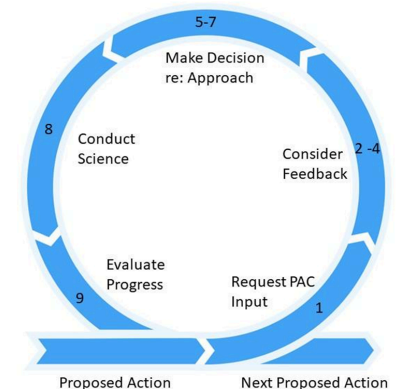 5-7
Make Decision
re: Approach
8
Conduct
Science
2 -4
Consider
Feedback
Evaluate
Progress
9
Request PAC
Input
1
Proposed Action
Next Proposed Action